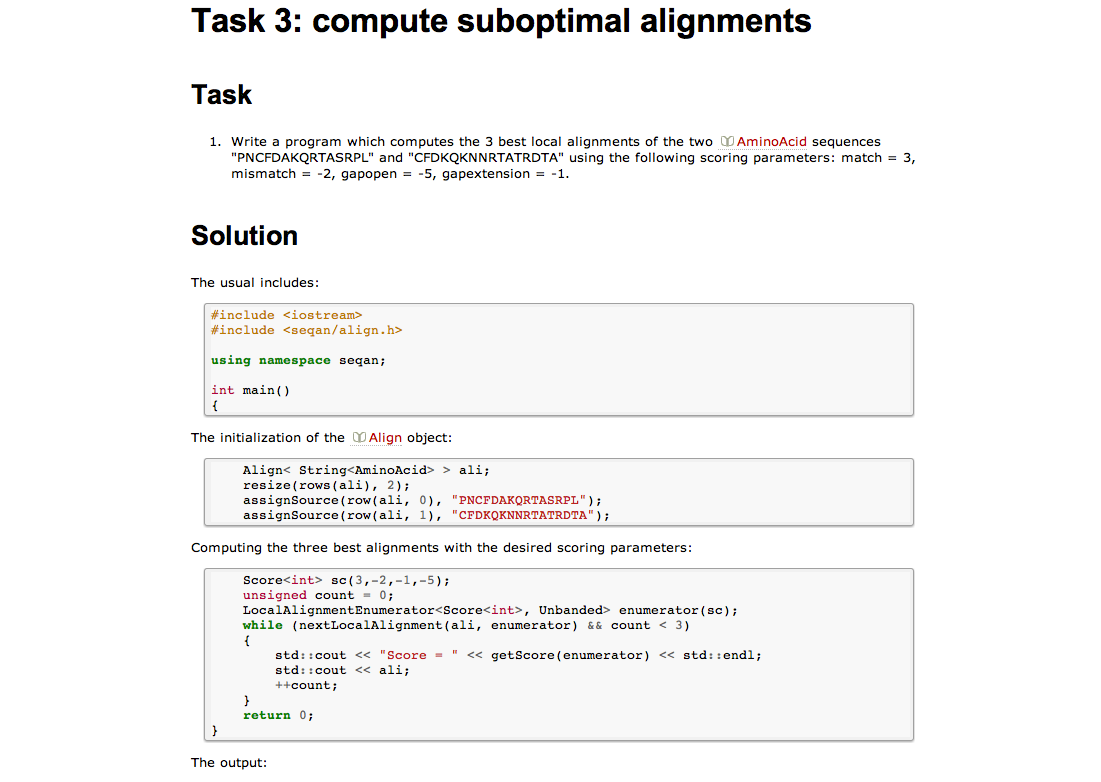 Task 3: compute suboptimal alignments
Task
1. Write a program which computes the 3 best local alignments of the two AminoAcid sequences
"PNCFDAKQRTASRPL" and "CFDKQKNNRTATRDTA" using the following scoring parameters: match = 3,
mismatch = -2, gapopen = -5, gapextension = -1.
Solution
The usual includes:
#include <iostream>
#include <seqan/align.h>
using namespace seqan;
int main()
{
The initialization of the Align object:
Align< String<AminoAcid> > ali;
resize(rows(ali), 2);
assignSource(row(ali, 0), "PNCFDAKQRTASRPL");
assignSource(row(ali, 1), "CFDKQKNNRTATRDTA");
Computing the three best alignments with the desired scoring parameters:
Score<int> sc(3,-2,-1,-5);
unsigned count = 0;
LocalAlignmentEnumerator<Score<int>, Unbanded> enumerator(sc);
while (nextLocalAlignment(ali, enumerator) && count < 3)
{
std::cout << "Score = " << getScore(enumerator) << std::endl;
std::cout << ali;
++count;
}
return 0;
}
The output: